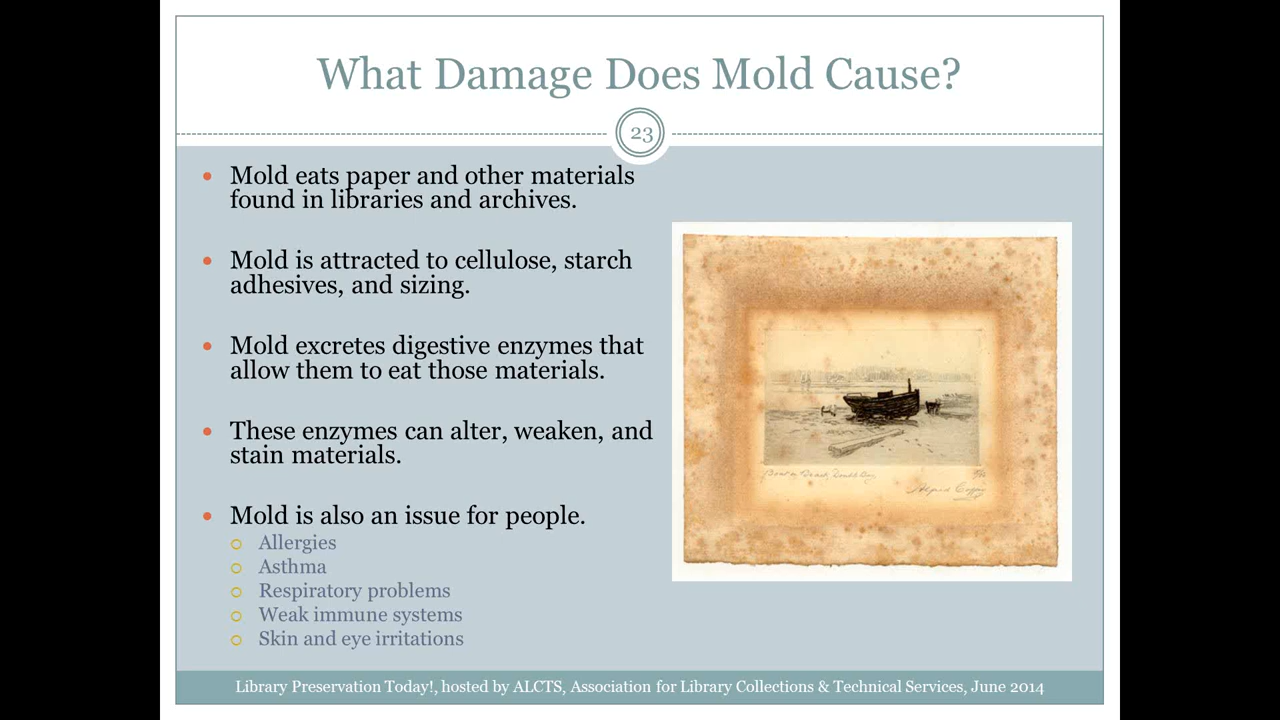 What Damage Does Mold Cause?
23
Mold eats paper and other materials
found in libraries and archives.
Mold is attracted to cellulose, starch
adhesives, and sizing.
Mold excretes digestive enzymes that
allow them to eat those materials.
These enzymes can alter, weaken, and
stain materials.
Mold is also an issue for people.
Allergies
Asthma
Respiratory problems
Weak immune systems
Skin and eye irritations
Library Preservation Today!, hosted by ALCTS, Association for Library Collections & Technical Services, June 2014